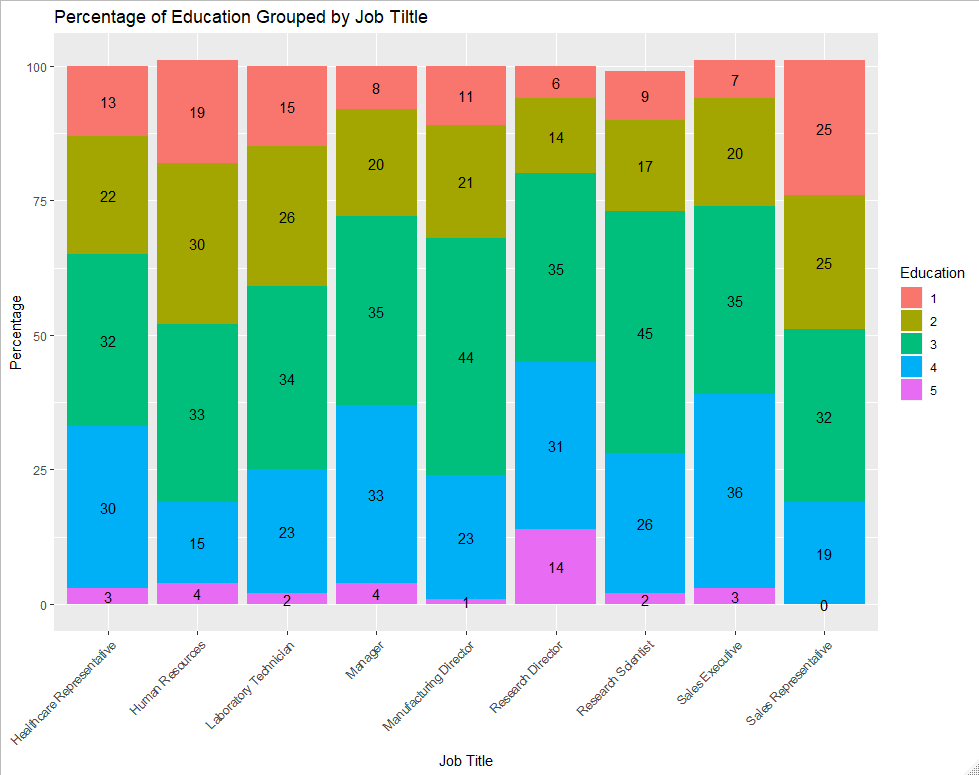 Percentage of Education Grouped by Job Tiltle
Percentage
100
75
50
25
0
13 19 15 8 11 6 9 7 25
22 30 26 20 21 14 17 20 25
32 33 34 35 44 35 45 35 32
30 15 23 33 23 31 26 36 19
3 4 2 4 1 14 2 3 0
Healthcare Representative
Human Resources
Laboratory Technician
Manager
Manufacturing Director
Research Director
Research Scientist
Sales Executive
Sales Representative
Job Title
Education
1
2
3
4
5